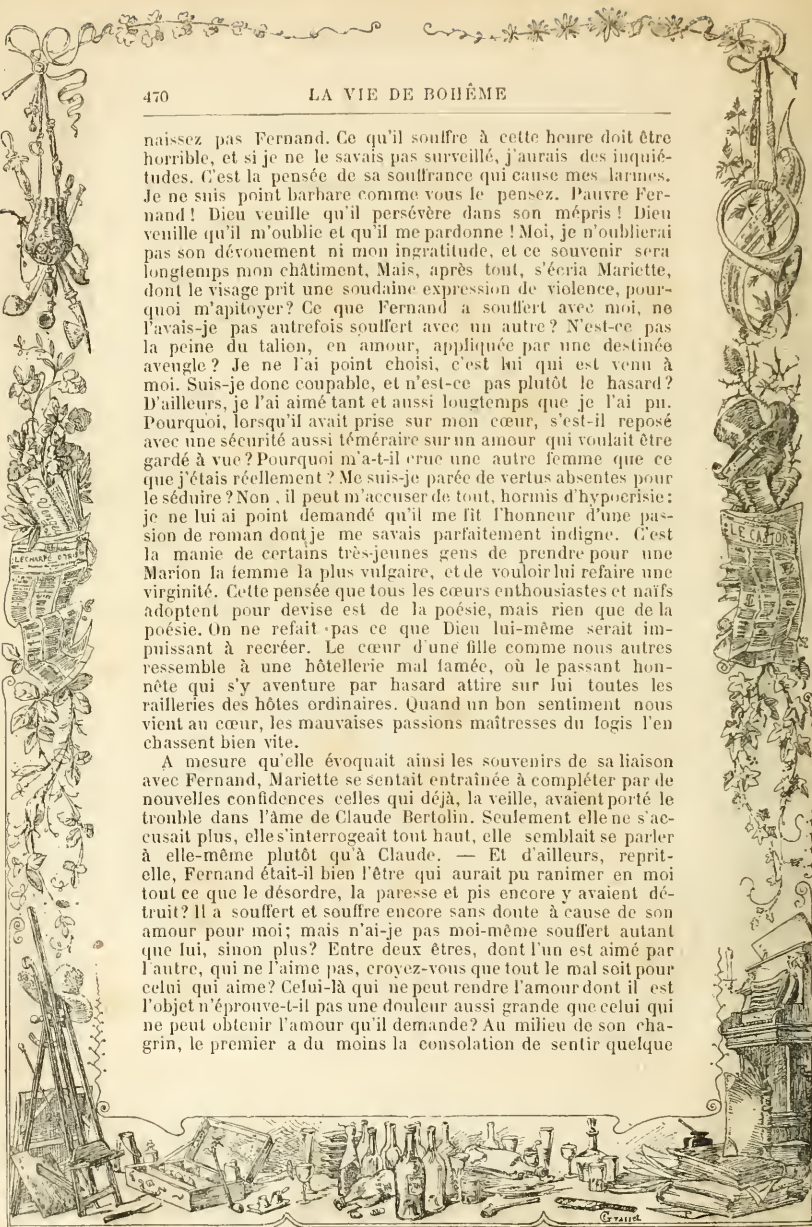 470 LA VIE DE BOHÊME
naissez pas Fernand. Ce qu'il souffre à cette heure doit être
horrible, et si je ne le savais pas surveillé, j'aurais des inquié-
tudes. C'est la pensée de sa souffrance qui cause mes larmes.
Je ne suis point barbare comme vous le pensez. Pauvre Fer-
nand ! Dieu veuille qu'il persévère dans son mépris ! Dieu
veuille qu'il m'oublie et qu'il me pardonne ! Moi, je n'oublierai
pas son dévouement ni mon ingratitude, et ce souvenir sera
longtemps mon châtiment, Mais, après tout, s'écria Mariette,
dont le visage prit une soudaine expression de violence, pour-
quoi m'apitoyer? Ce que Fernand a souffert avec moi, ne
l'avais-je pas autrefois souffert avec un autre? N'est-ce pas
la peine du talion, en amour, appliquée par une destinée
aveugle? Je ne l'ai point choisi, c'est lui qui est venu à
moi. Suis-je donc coupable, et n'est-ce pas plutôt le hasard?
D'ailleurs, je l'ai aimé tant et aussi longtemps que je l'ai pu.
Pourquoi, lorsqu'il avait prise sur mon cœur, s'est-il reposé
avec une sécurité aussi téméraire sur un amour qui voulait être
gardé à vue? Pourquoi m'a-t-il crue une autre femme que ce
que j'étais réellement ? Me suis-je parée de vertus absentes pour
le séduire ? Non , il peut m'accuser de tout, hormis d'hypocrisie:
je ne lui ai point demandé qu'il me fît l'honneur d'une pas-
sion de roman dont je me savais parfaitement indigne. C'est
la manie de certains très-jeunes gens de prendre pour une
Marion la femme la plus vulgaire, et de vouloir lui refaire une
virginité. Cette pensée que tous les cœurs enthousiastes et naïfs
adoptent pour devise est de la poésie, mais rien que de la
poésie. On ne refait pas ce que Dieu lui-même serait im-
puissant à recréer. Le cœur d'une fille comme nous autres
ressemble à une hôtellerie mal famée, où le passant hon-
nête qui s'y aventure par hasard attire sur lui toutes les
railleries des hôtes ordinaires. Quand un bon sentiment nous
vient au cœur, les mauvaises passions maîtresses du logis l'en
chassent bien vite.
A mesure qu'elle évoquait ainsi les souvenirs de sa liaison
avec Fernand, Mariette se sentait entraînée à compléter par de
nouvelles confidences celles qui déjà, la veille, avaient porté le
trouble dans l'âme de Claude Bertolin. Seulement elle ne s'ac-
cusait plus, elle s'interrogeait tout haut, elle semblait se parler
à elle-même plutôt qu'à Claude. — Et d'ailleurs, reprit-
elle, Fernand était-il bien l'être qui aurait pu ranimer en moi
tout ce que le désordre, la paresse et pis encore y avaient dé-
truit? Il a souffert et souffre encore sans doute à cause de son
amour pour moi; mais n'ai-je pas moi-même souffert autant
que lui, sinon plus? Entre deux êtres, dont l'un est aimé par
l'autre, qui ne l'aime pas, croyez-vous que tout le mal soit pour
celui qui aime? Celui-là qui ne peut rendre l'amour dont il est
l'objet n'éprouve-t-il pas une douleur aussi grande que celui qui
ne peut obtenir l'amour qu'il demande? Au milieu de son cha-
grin, le premier a du moins la consolation de sentir quelque
LE CASTOR